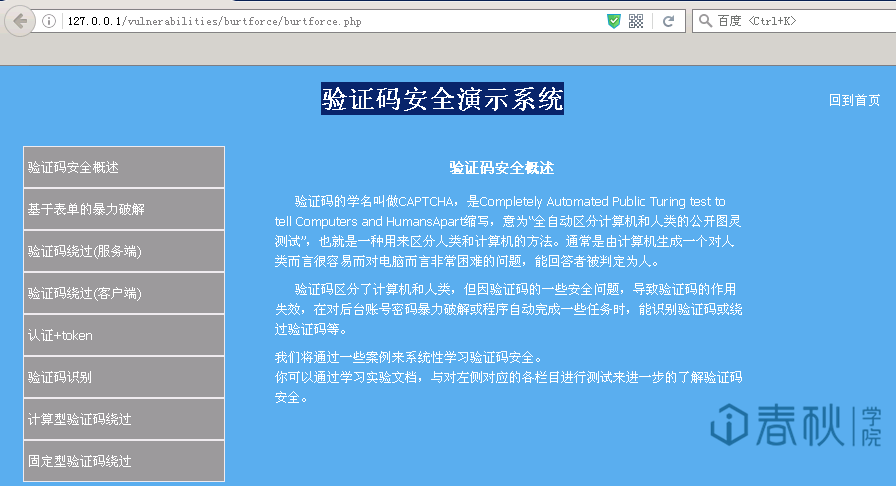 127.0.0.1/vulnerabilities/burtforce/burtforce.php
百度 <Ctrl+K>
验证码安全演示系统
回到首页
验证码安全概述
基于表单的暴力破解
验证码绕过(服务端)
验证码绕过(客户端)
认证+token
验证码识别
计算型验证码绕过
固定型验证码绕过
验证码安全概述
验证码的学名叫做CAPTCHA，是Completely Automated Public Turing test to
tell Computers and HumansApart缩写，意为"全自动区分计算机和人类的公开图灵
测试"，也就是一种用来区分人类和计算机的方法。通常是由计算机生成一个对人
类而言很容易而对电脑而言非常困难的问题，能回答者被判定为人。
验证码区分了计算机和人类，但因验证码的一些安全问题，导致验证码的作用
失效，在对后台账号密码暴力破解或程序自动完成一些任务时，能识别验证码或绕
过验证码等。
我们将通过一些案例来系统性学习验证码安全。
你可以通过学习实验文档，与对左侧对应的各栏目进行测试来进一步的了解验证码
安全。
春秋学院